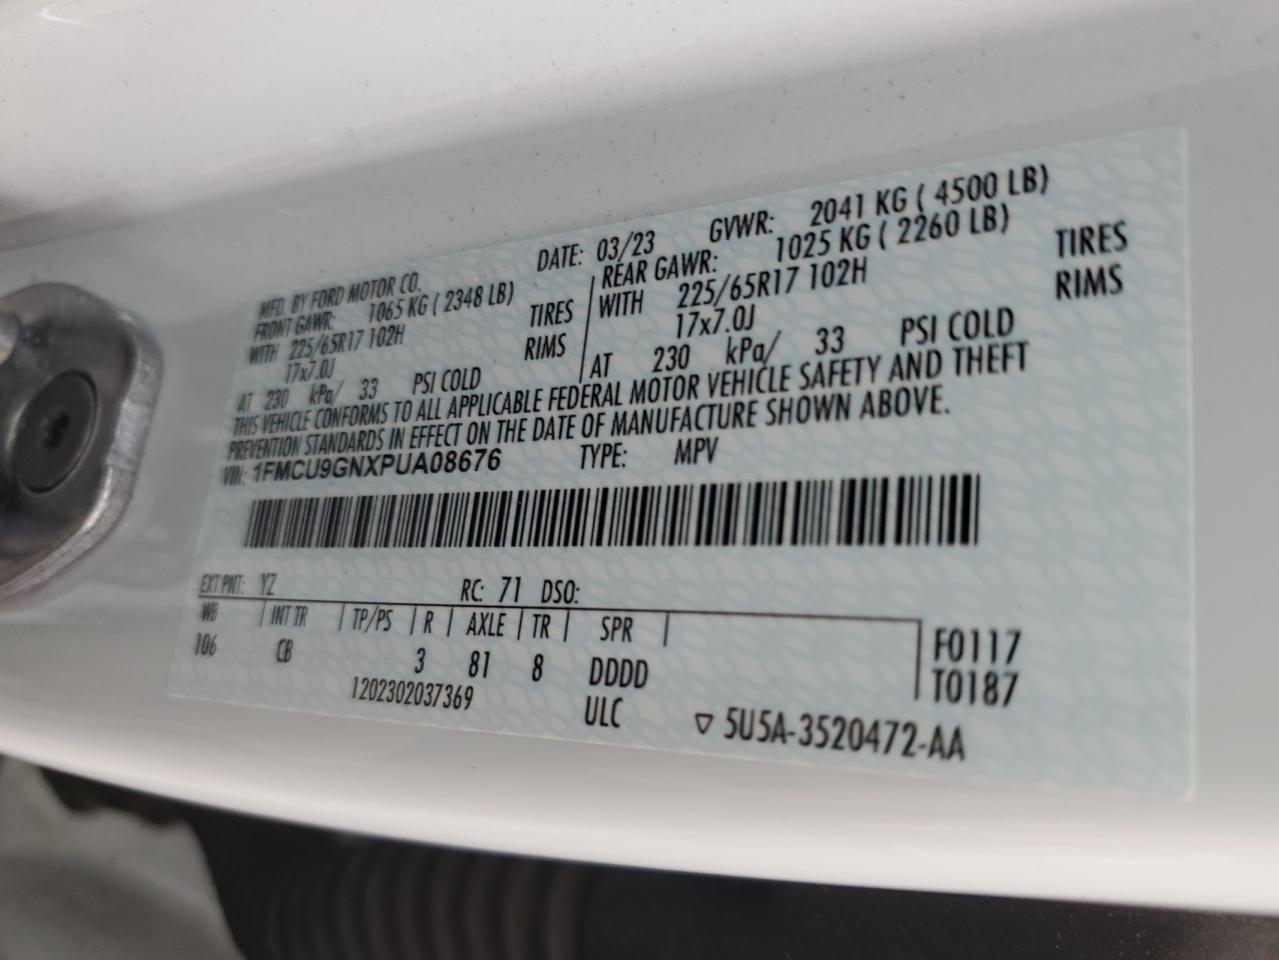 MFD. BY FORD MOTOR CO. DATE: 03/23 GVWR: 2041 KG ( 4500 LB)
FRONT GAWR: 1065 KG ( 2348 LB) REAR GAWR: 1025 KG ( 2260 LB)
WITH 225/65R17 102H TIRES WITH 225/65R17 102H TIRES
17x7.0J RIMS 17x7.0J RIMS
AT 230 kPa/ 33 PSI COLD AT 230 kPa/ 33 PSI COLD
THIS VEHICLE CONFORMS TO ALL APPLICABLE FEDERAL MOTOR VEHICLE SAFETY AND THEFT
PREVENTION STANDARDS IN EFFECT ON THE DATE OF MANUFACTURE SHOWN ABOVE.
VIN: 1FMCU9GNXPUA08676 TYPE: MPV
EXT PNT: YZ RC: 71 DSO:
WB INT TR TP/PS R AXLE TR SPR F0117
106 CB 3 81 8 DDDD T0187
1202302037369 ULC ▽ 5U5A-3520472-AA